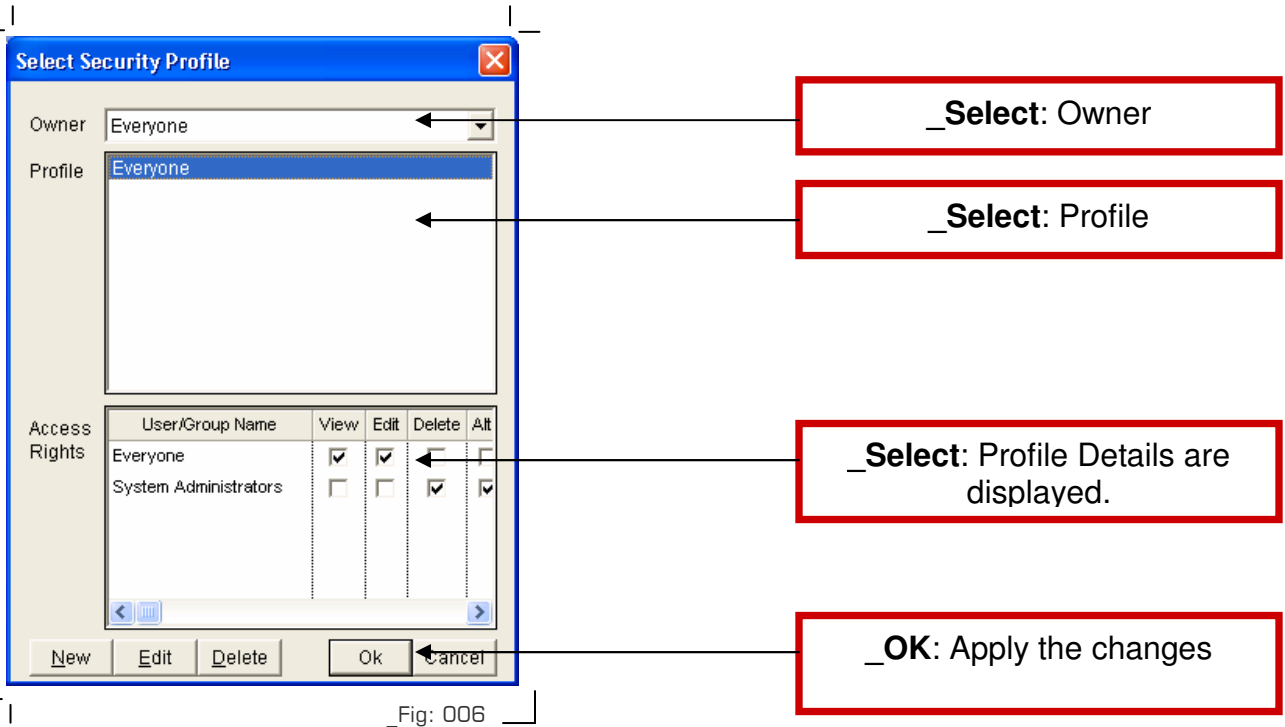 Select Security Profile
Owner Everyone
_Select: Owner
Profile Everyone
_Select: Profile
Access Rights
User/Group Name View Edit Delete Alt
Everyone
System Administrators
_Select: Profile Details are
displayed.
New Edit Delete Ok Cancel
_OK: Apply the changes
_Fig: 006